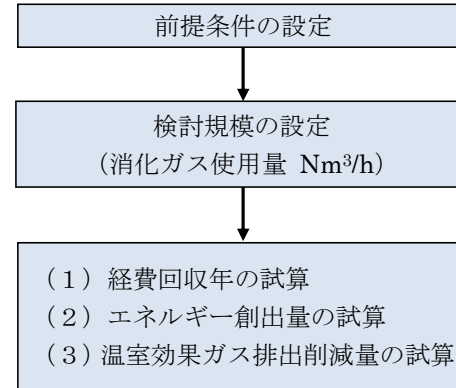 前提条件の設定
検討規模の設定
（消化ガス使用量 Nm³/h）
（１）経費回収年の試算
（２）エネルギー創出量の試算
（３）温室効果ガス排出削減量の試算